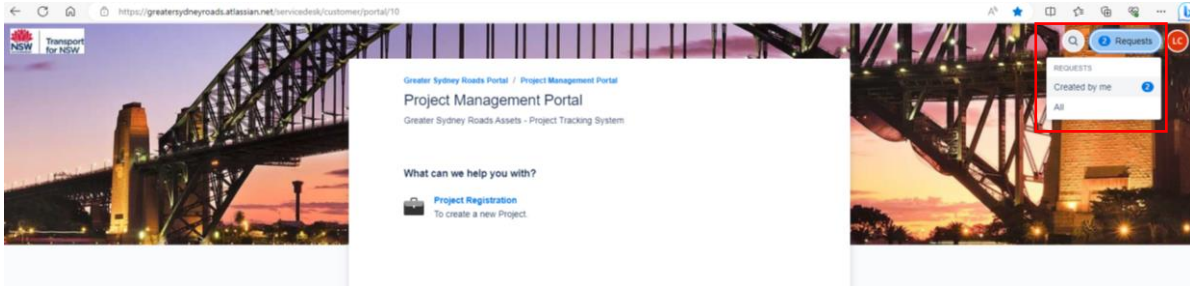 https://greatersydneyroads.atlassian.net/servicedesk/customer/portal/10
NSW
Transport
for NSW
2 Requests
LC
REQUESTS
Created by me 2
All
Greater Sydney Roads Portal / Project Management Portal
Project Management Portal
Greater Sydney Roads Assets - Project Tracking System
What can we help you with?
Project Registration
To create a new Project.